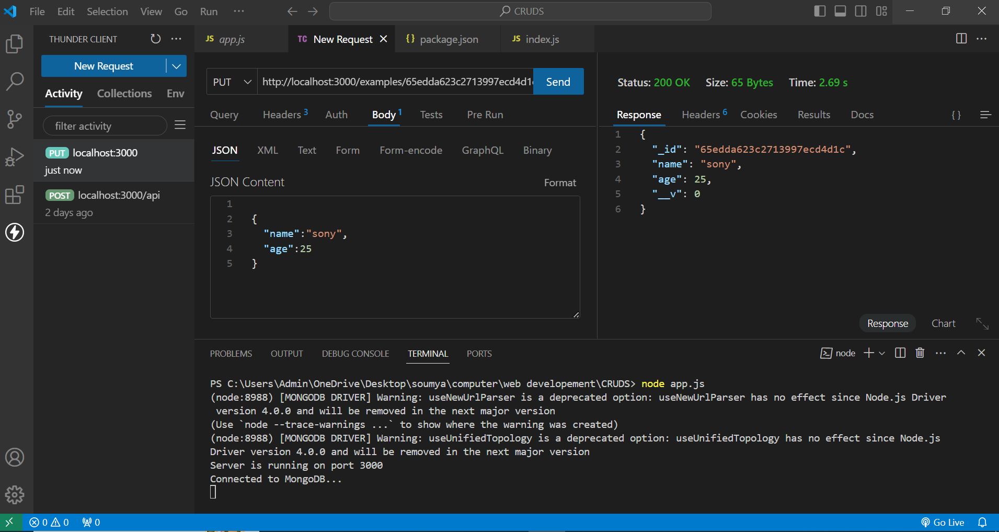 File Edit Selection View Go Run ··· CRUDS
THUNDER CLIENT
New Request
Activity Collections Env
filter activity
PUT localhost:3000
just now
POST localhost:3000/api
2 days ago
JS app.js TC New Request {} package.json JS index.js
PUT http://localhost:3000/examples/65edda623c2713997ecd4d1 Send
Query Headers 3 Auth Body 1 Tests Pre Run
JSON XML Text Form Form-encode GraphQL Binary
JSON Content Format
1
2 {
3 "name":"sony",
4 "age":25
5 }
Status: 200 OK Size: 65 Bytes Time: 2.69 s
Response Headers 6 Cookies Results Docs { }
1 {
2 "_id": "65edda623c2713997ecd4d1c",
3 "name": "sony",
4 "age": 25,
5 "__v": 0
6 }
Response Chart
PROBLEMS OUTPUT DEBUG CONSOLE TERMINAL PORTS node
PS C:\Users\Admin\OneDrive\Desktop\soumya\computer\web developement\CRUDS> node app.js
(node:8988) [MONGODB DRIVER] Warning: useNewUrlParser is a deprecated option: useNewUrlParser has no effect since Node.js Driver
version 4.0.0 and will be removed in the next major version
(Use `node --trace-warnings ...` to show where the warning was created)
(node:8988) [MONGODB DRIVER] Warning: useUnifiedTopology is a deprecated option: useUnifiedTopology has no effect since Node.js
Driver version 4.0.0 and will be removed in the next major version
Server is running on port 3000
Connected to MongoDB...
0 0 0 Go Live